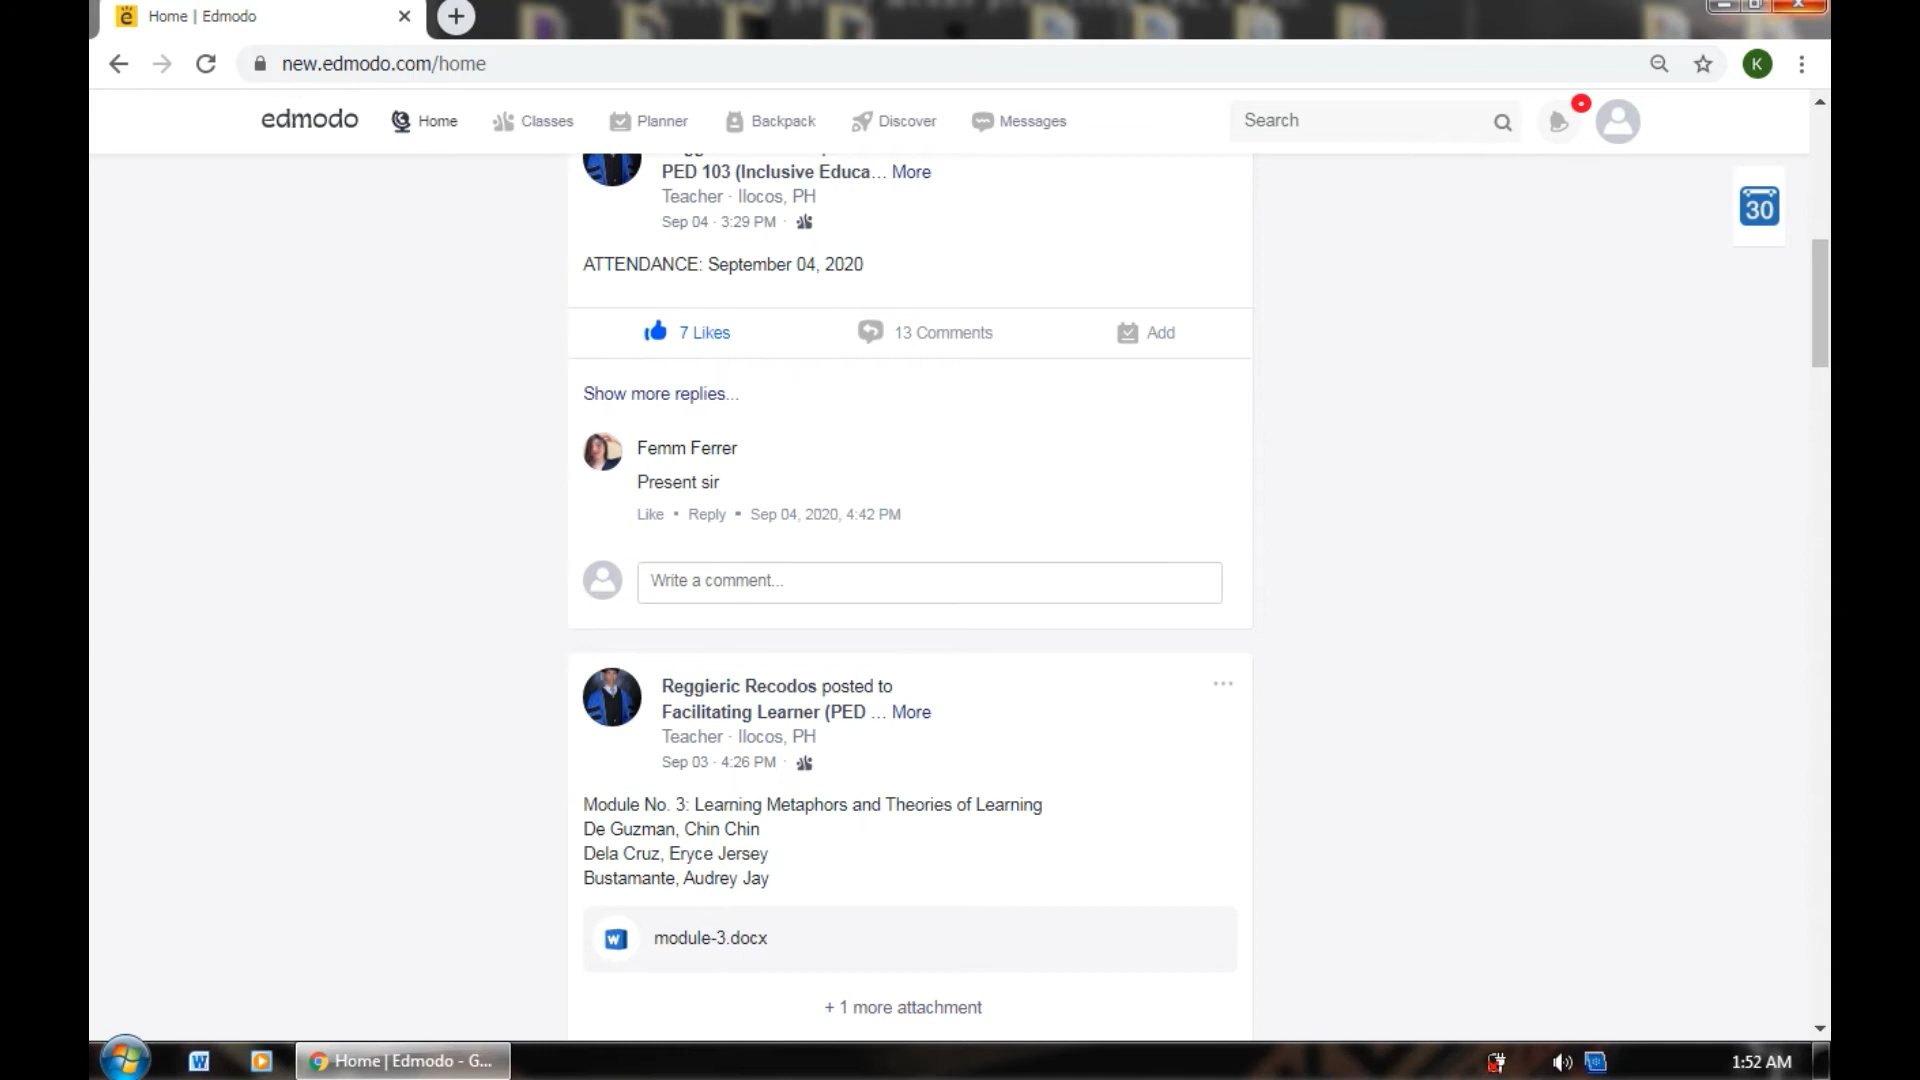 Home | Edmodo
new.edmodo.com/home
K
edmodo
Home
Classes
Planner
Backpack
Discover
Messages
Search
30
PED 103 (Inclusive Educa... More
Teacher · Ilocos, PH
Sep 04 · 3:29 PM ·
ATTENDANCE: September 04, 2020
7 Likes
13 Comments
Add
Show more replies...
Femm Ferrer
Present sir
Like • Reply • Sep 04, 2020, 4:42 PM
Write a comment...
Reggieric Recodos posted to
Facilitating Learner (PED ... More
Teacher · Ilocos, PH
Sep 03 · 4:26 PM ·
Module No. 3: Learning Metaphors and Theories of Learning
De Guzman, Chin Chin
Dela Cruz, Eryce Jersey
Bustamante, Audrey Jay
module-3.docx
+ 1 more attachment
Home | Edmodo - G...
1:52 AM